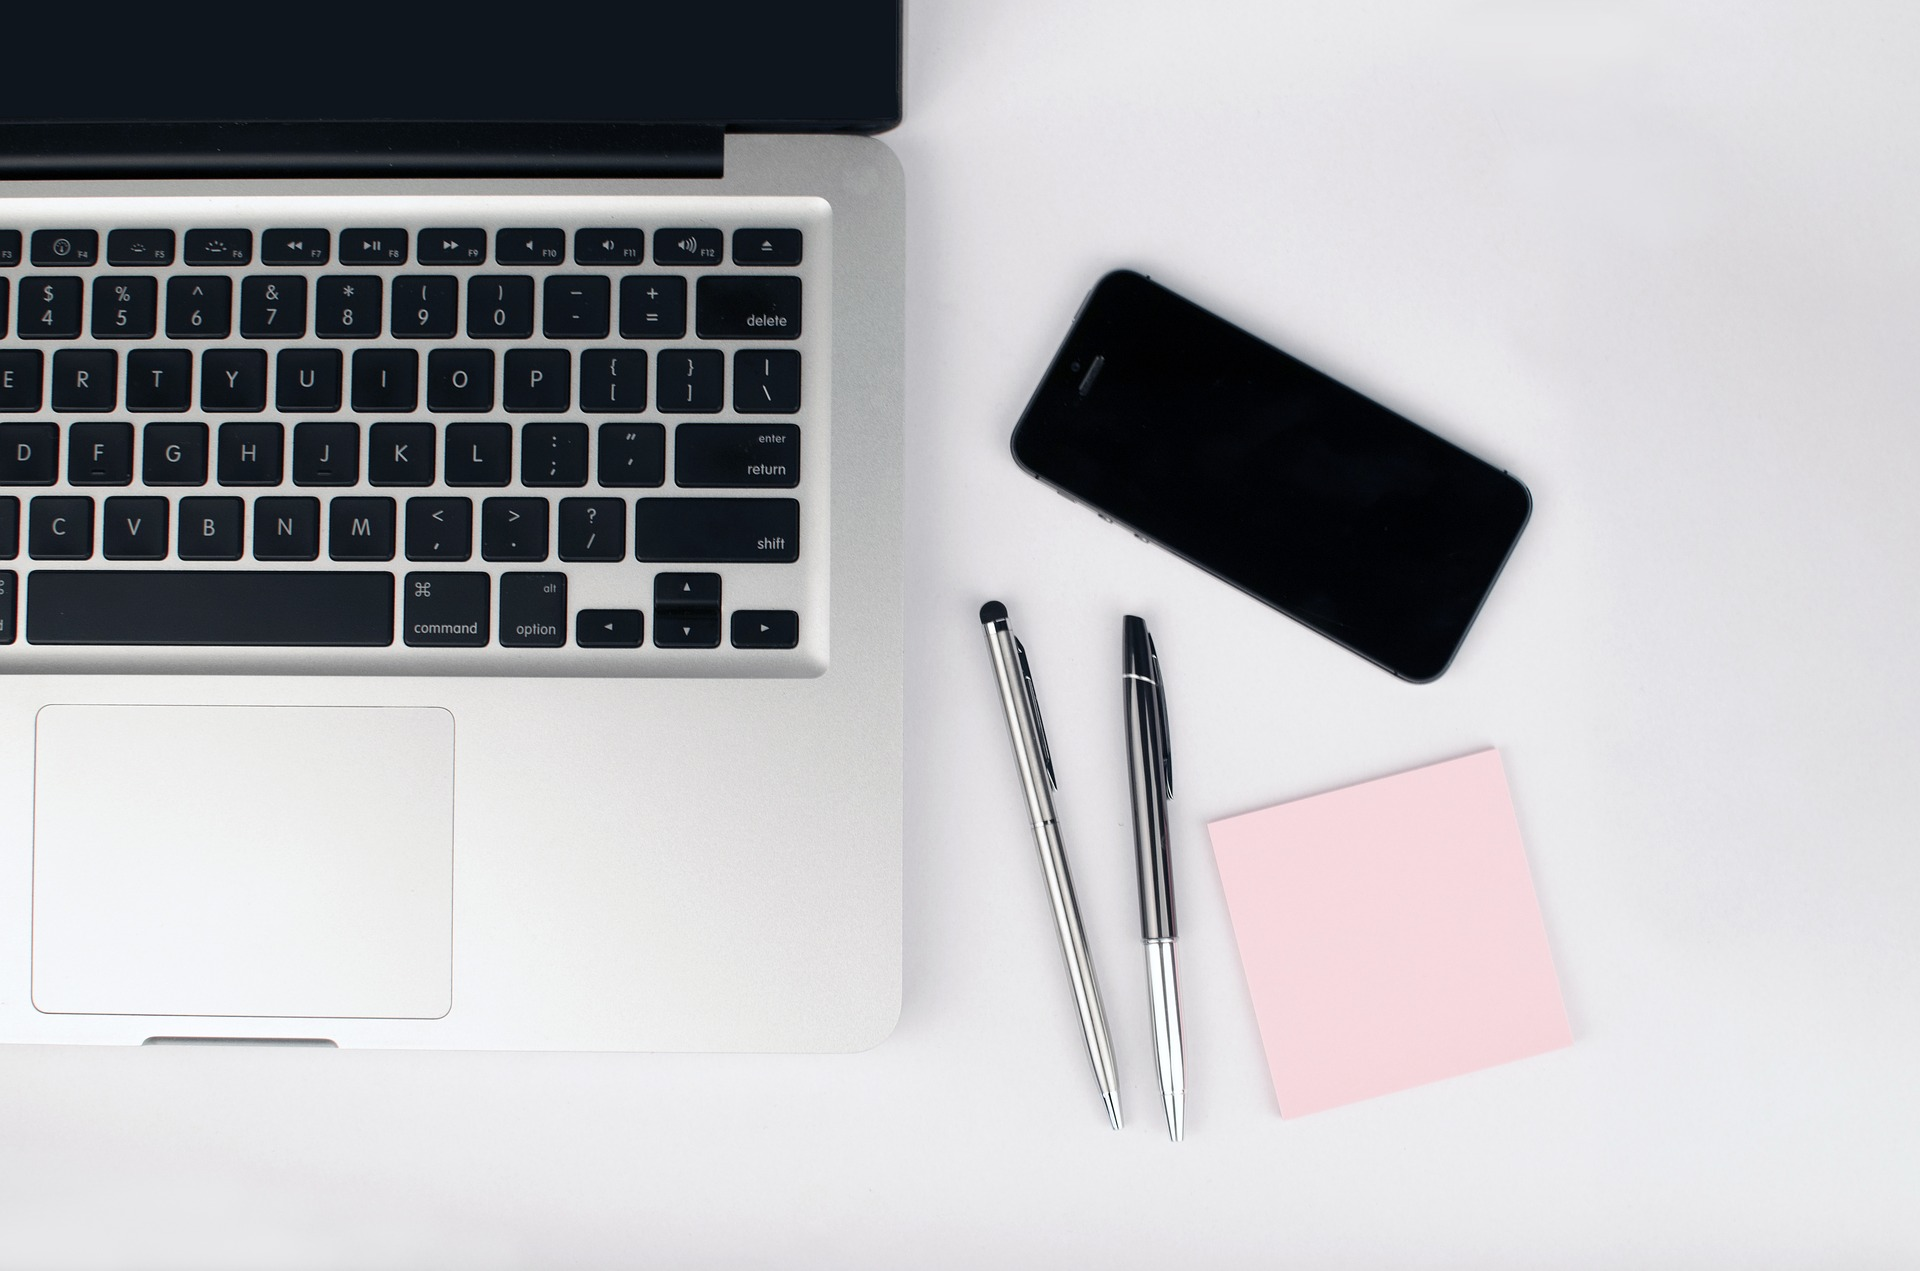 F3 F4 F5 F6 F7 F8 F9 F10 F11 F12
$ % ^ & * ( ) — +
4 5 6 7 8 9 0 - =
delete
E R T Y U I O P { [ } ] | \
D F G H J K L : ; " '
enter
return
C V B N M < , > . ? /
shift
⌘ alt
command option